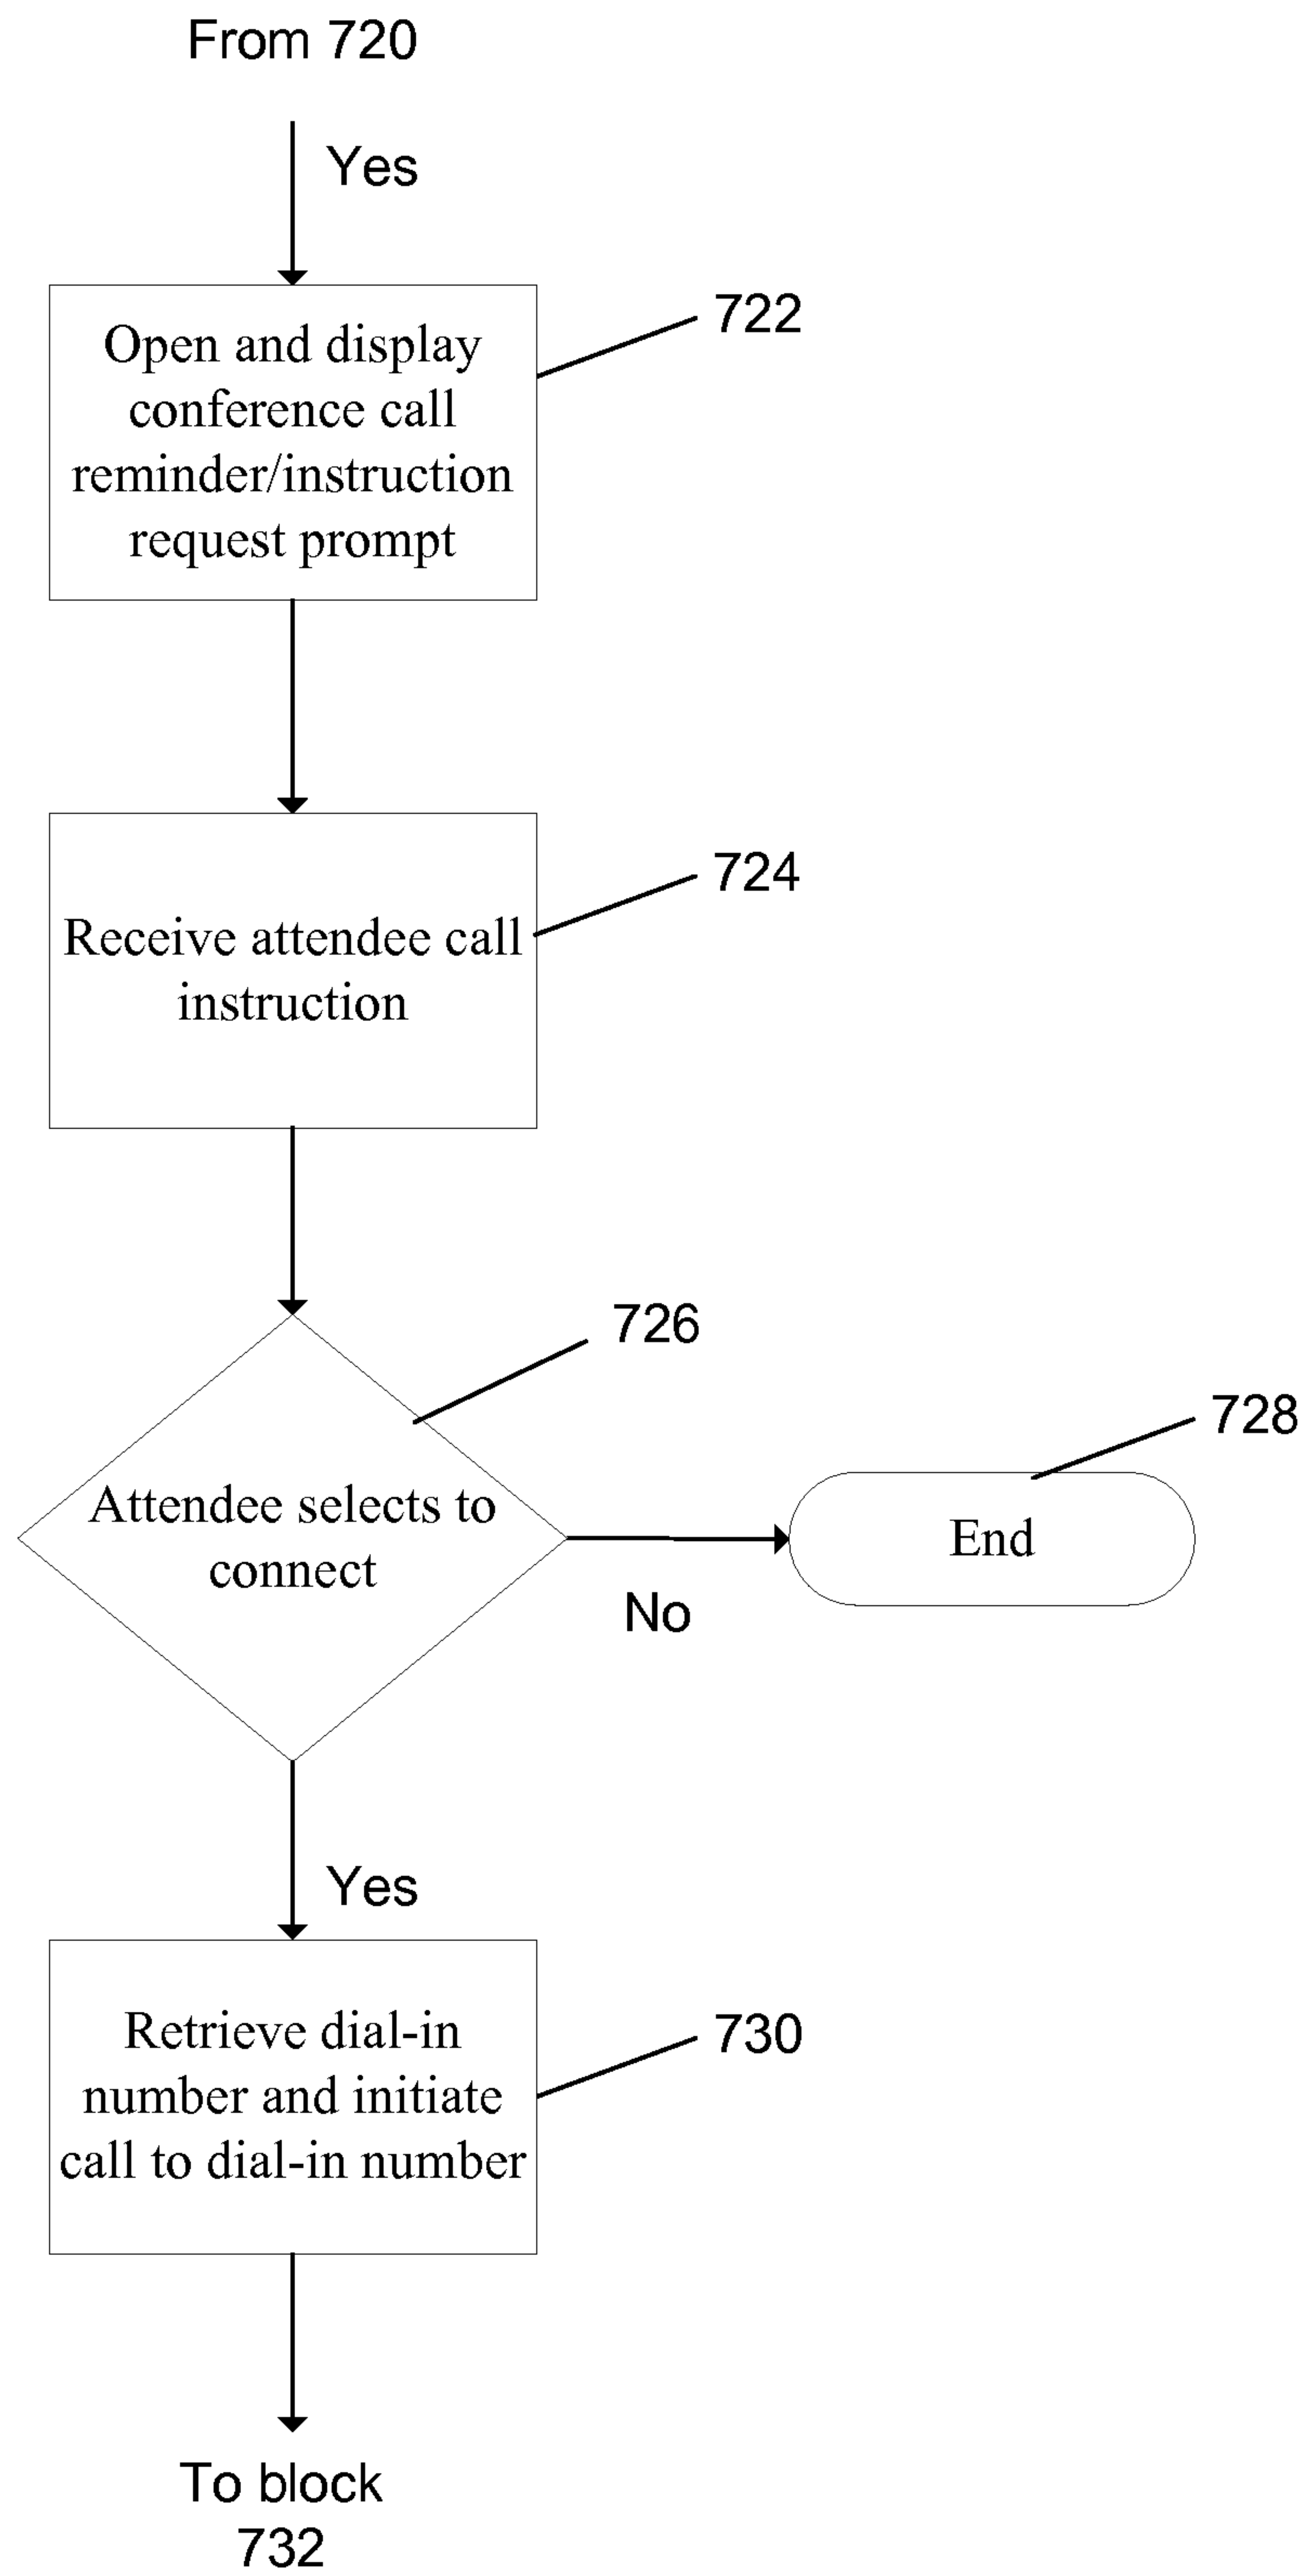 From 720
Yes
722
Open and display
conference call
reminder/instruction
request prompt
724
Receive attendee call
instruction
726
728
Attendee selects to
connect
End
No
Yes
730
Retrieve dial-in
number and initiate
call to dial-in number
To block
732